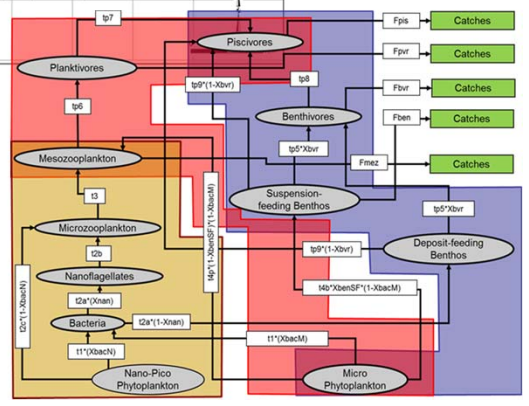 tp7
Fpis
Catches
Piscivores
Planktivores
Fpvr
Catches
tp8
tp9*(1-Xbvr)
Fbvr
Catches
tp6
Benthivores
Fben
Catches
tp5*Xbvr
Mesozooplankton
Fmez
Catches
t3
Suspension-
feeding Benthos
tp5*Xbvr
Microzooplankton
t4p*(1-XbenSF)*(1-XbacM)
tp9*(1-Xbvr)
Deposit-feeding
Benthos
t2b
Nanoflagellates
t4b*XbenSF*(1-XbacM)
t2c*(1-XbacN)
t2a*(Xnan)
Bacteria
t2a*(1-Xnan)
t1*(XbacM)
t1*(XbacN)
Nano-Pico
Phytoplankton
Micro
Phytoplankton